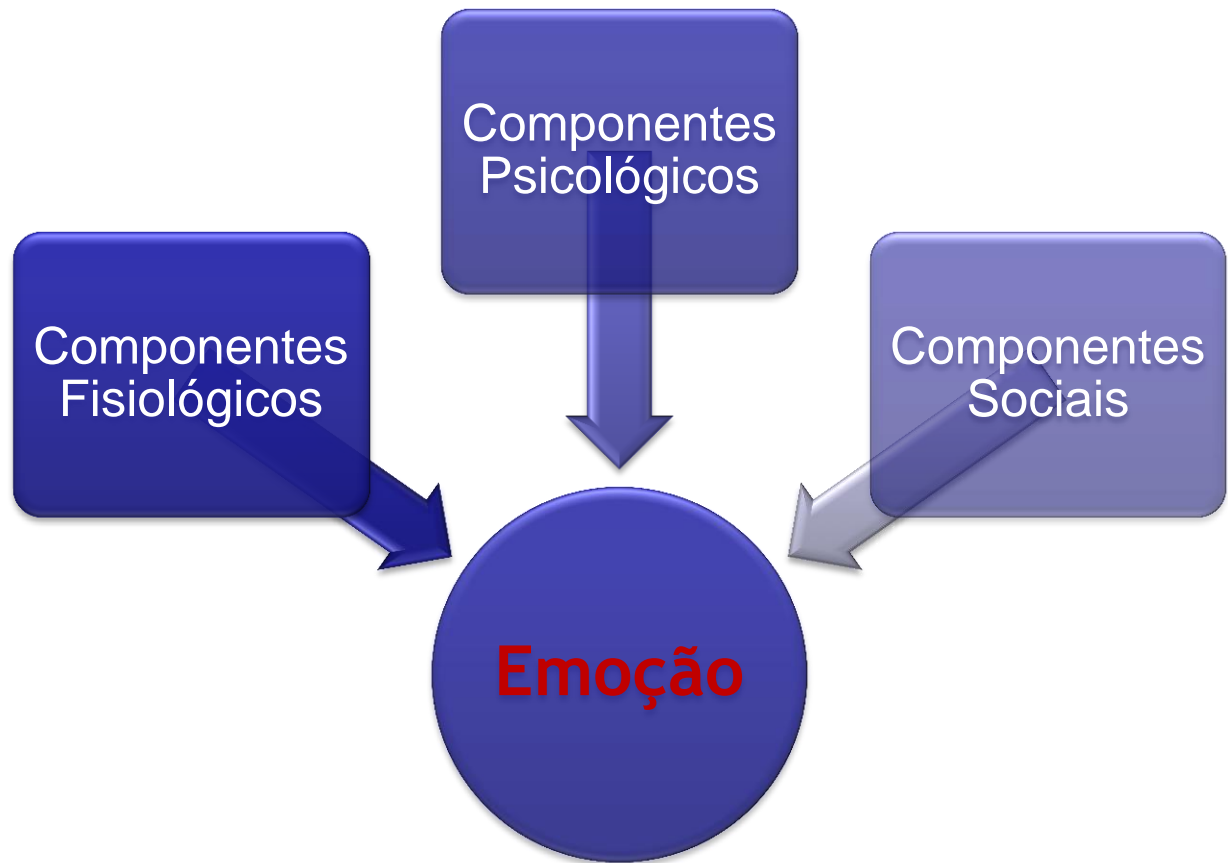 Componentes
Psicológicos
Componentes
Fisiológicos
Componentes
Sociais
Emoção